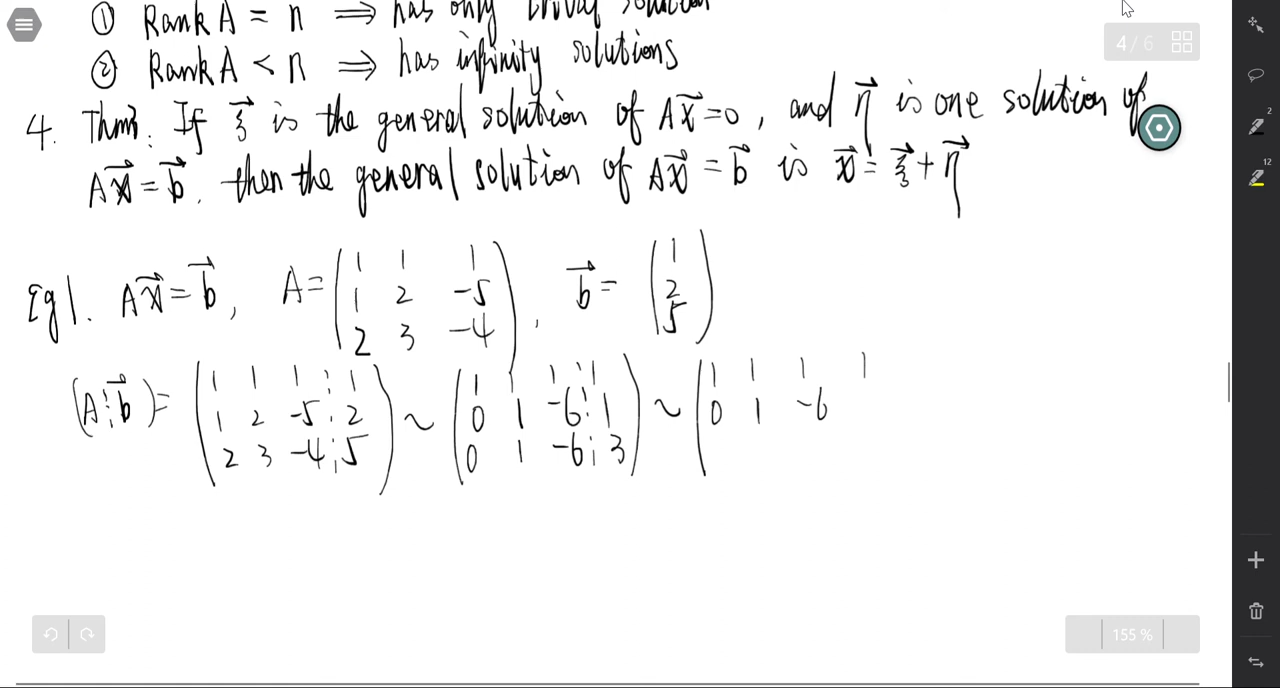 ① Rank A = n ⟹ has only trivial solution
② Rank A < n ⟹ has infinity solutions
4/6
4. Thm3: If ξ⃗ is the general solution of Ax⃗=0, and η⃗ is one solution of
Ax⃗ = b⃗, then the general solution of Ax⃗ = b⃗ is x⃗ = ξ⃗ + η⃗
Eg1. Ax⃗ = b⃗, A = (1 1 1; 1 2 -5; 2 3 -4), b⃗ = (1; 2; 5)
(A⋮b⃗) = (1 1 1 ⋮ 1; 1 2 -5 ⋮ 2; 2 3 -4 ⋮ 5) ~ (1 1 1 ⋮ 1; 0 1 -6 ⋮ 1; 0 1 -6 ⋮ 3) ~ (1 1 1 1; 0 1 -6
2
12
155 %